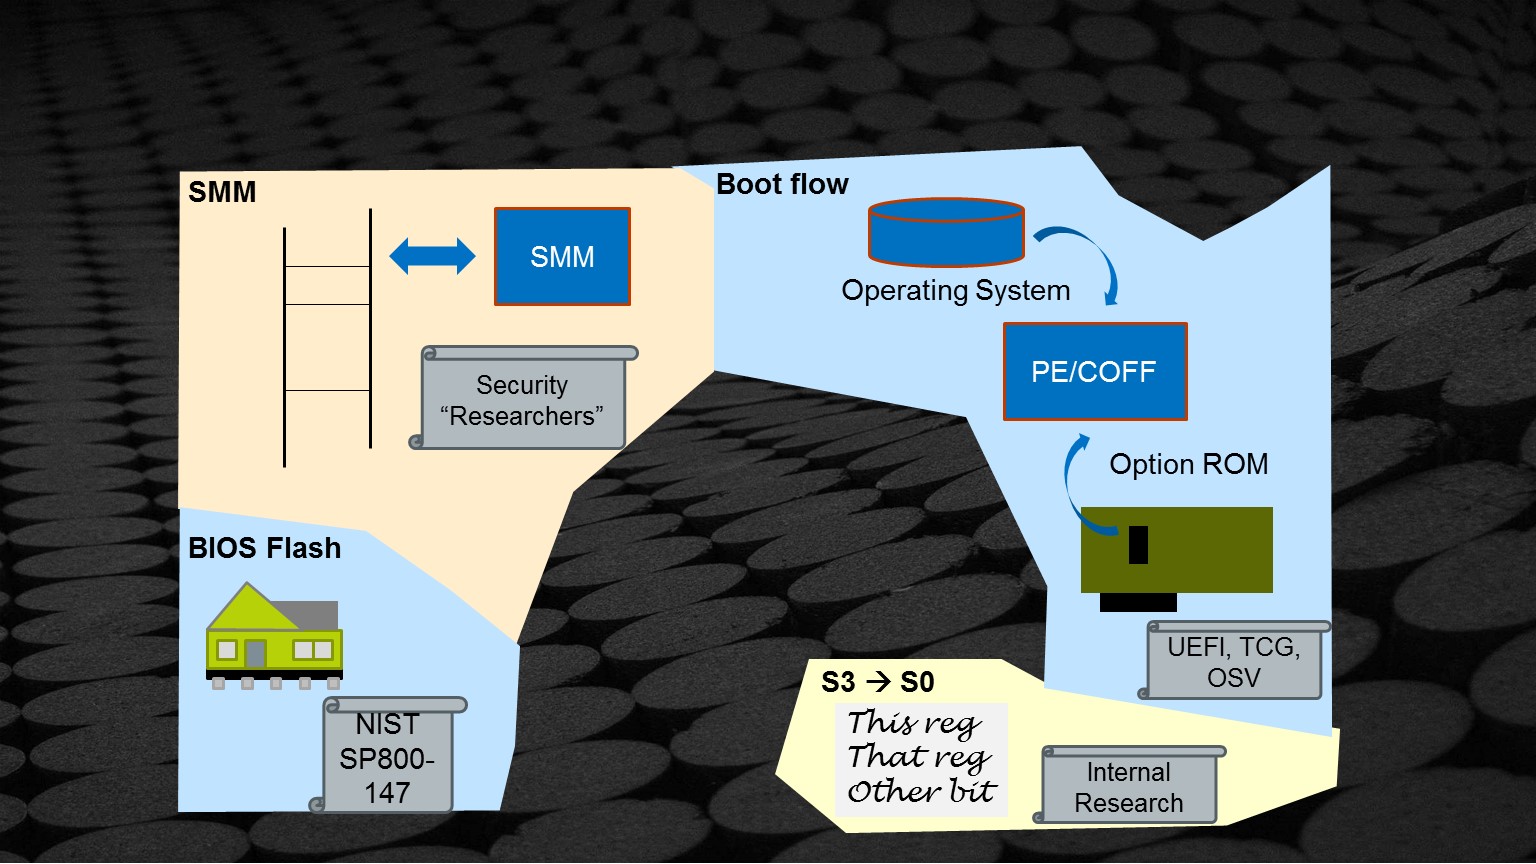 SMM
SMM
Security
“Researchers”
BIOS Flash
NIST
SP800-
147
Boot flow
Operating System
PE/COFF
Option ROM
UEFI, TCG,
OSV
S3 → S0
This reg
That reg
Other bit
Internal
Research